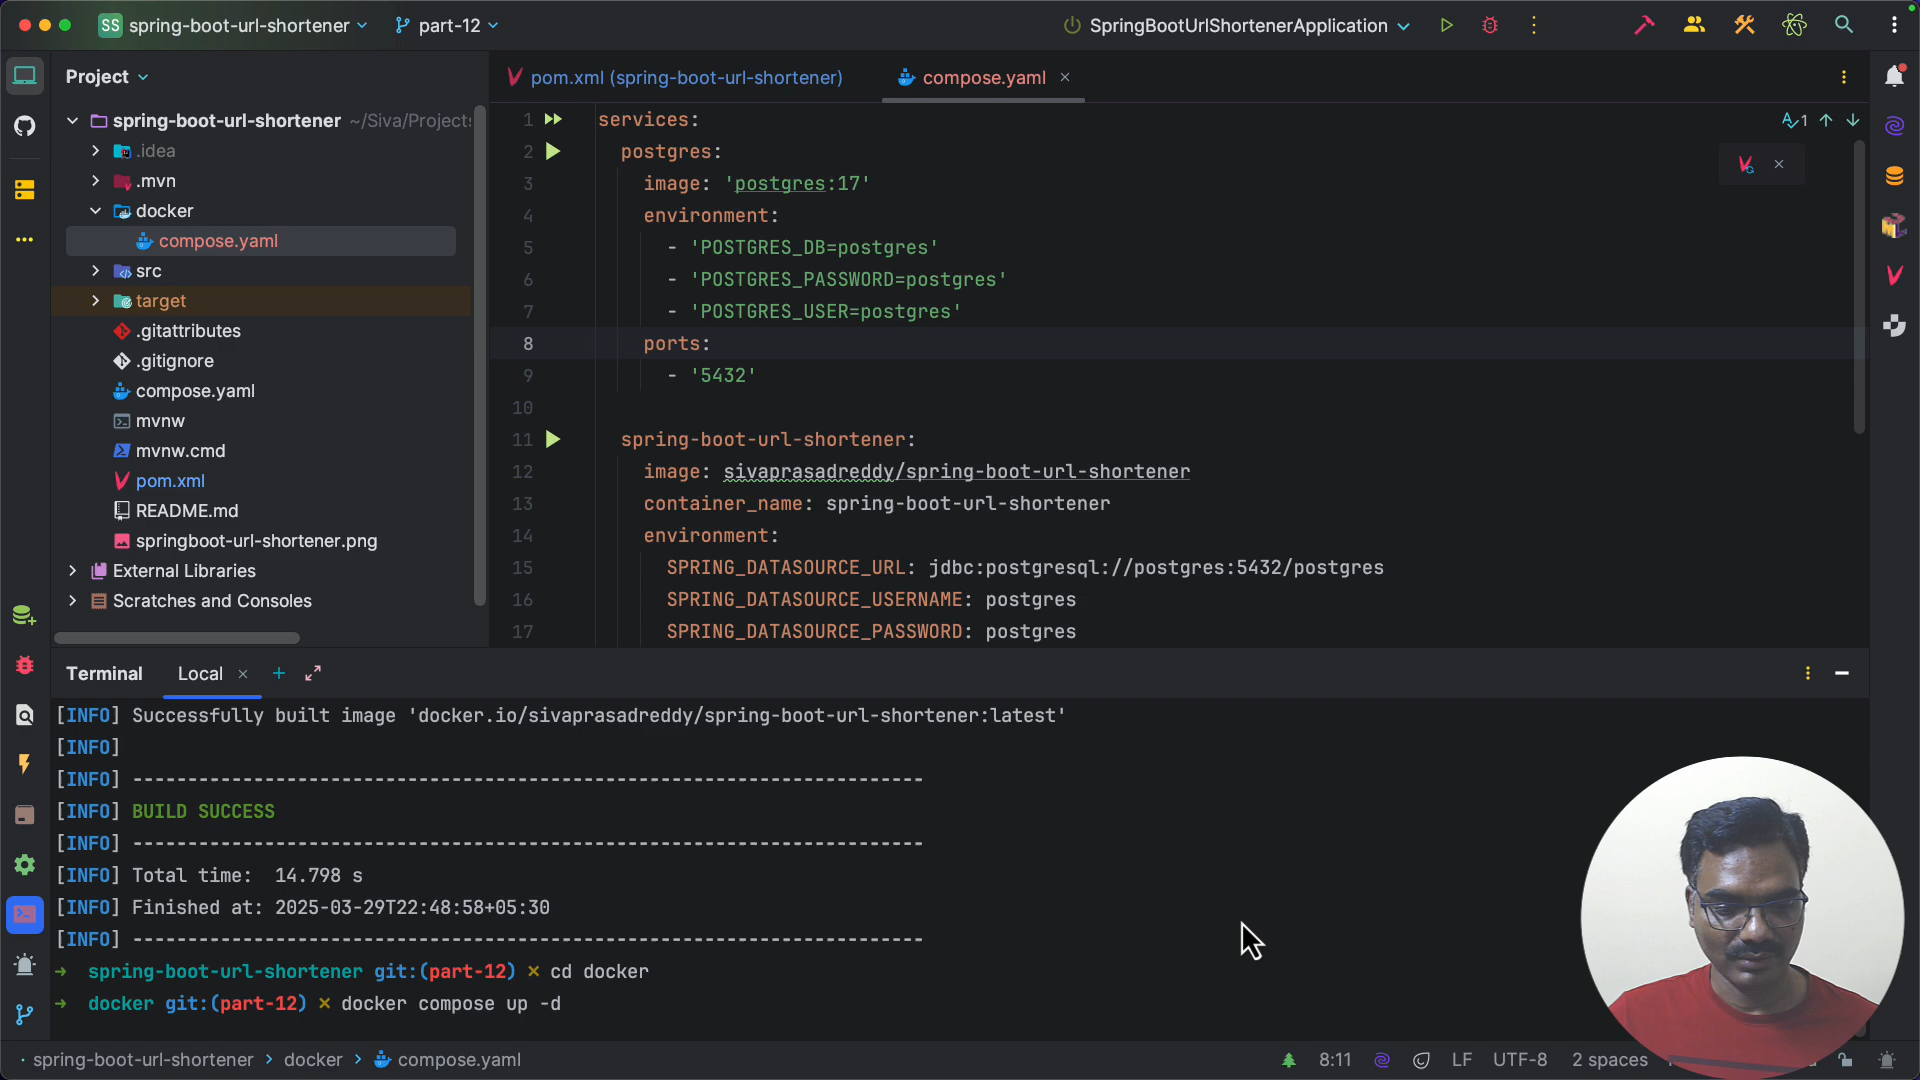 SS spring-boot-url-shortener part-12 SpringBootUrlShortenerApplication
Project
pom.xml (spring-boot-url-shortener) compose.yaml
spring-boot-url-shortener ~/Siva/Projects
.idea
.mvn
docker
compose.yaml
src
target
.gitattributes
.gitignore
compose.yaml
mvnw
mvnw.cmd
pom.xml
README.md
springboot-url-shortener.png
External Libraries
Scratches and Consoles
1 services:
1
2 postgres:
3 image: 'postgres:17'
4 environment:
5 - 'POSTGRES_DB=postgres'
6 - 'POSTGRES_PASSWORD=postgres'
7 - 'POSTGRES_USER=postgres'
8 ports:
9 - '5432'
10
11 spring-boot-url-shortener:
12 image: sivaprasadreddy/spring-boot-url-shortener
13 container_name: spring-boot-url-shortener
14 environment:
15 SPRING_DATASOURCE_URL: jdbc:postgresql://postgres:5432/postgres
16 SPRING_DATASOURCE_USERNAME: postgres
17 SPRING_DATASOURCE_PASSWORD: postgres
Terminal Local
[INFO] Successfully built image 'docker.io/sivaprasadreddy/spring-boot-url-shortener:latest'
[INFO]
[INFO] ------------------------------------------------------------------------
[INFO] BUILD SUCCESS
[INFO] ------------------------------------------------------------------------
[INFO] Total time:  14.798 s
[INFO] Finished at: 2025-03-29T22:48:58+05:30
[INFO] ------------------------------------------------------------------------
➜ spring-boot-url-shortener git:(part-12) ✗ cd docker
➜ docker git:(part-12) ✗ docker compose up -d
spring-boot-url-shortener > docker > compose.yaml
8:11 LF UTF-8 2 spaces